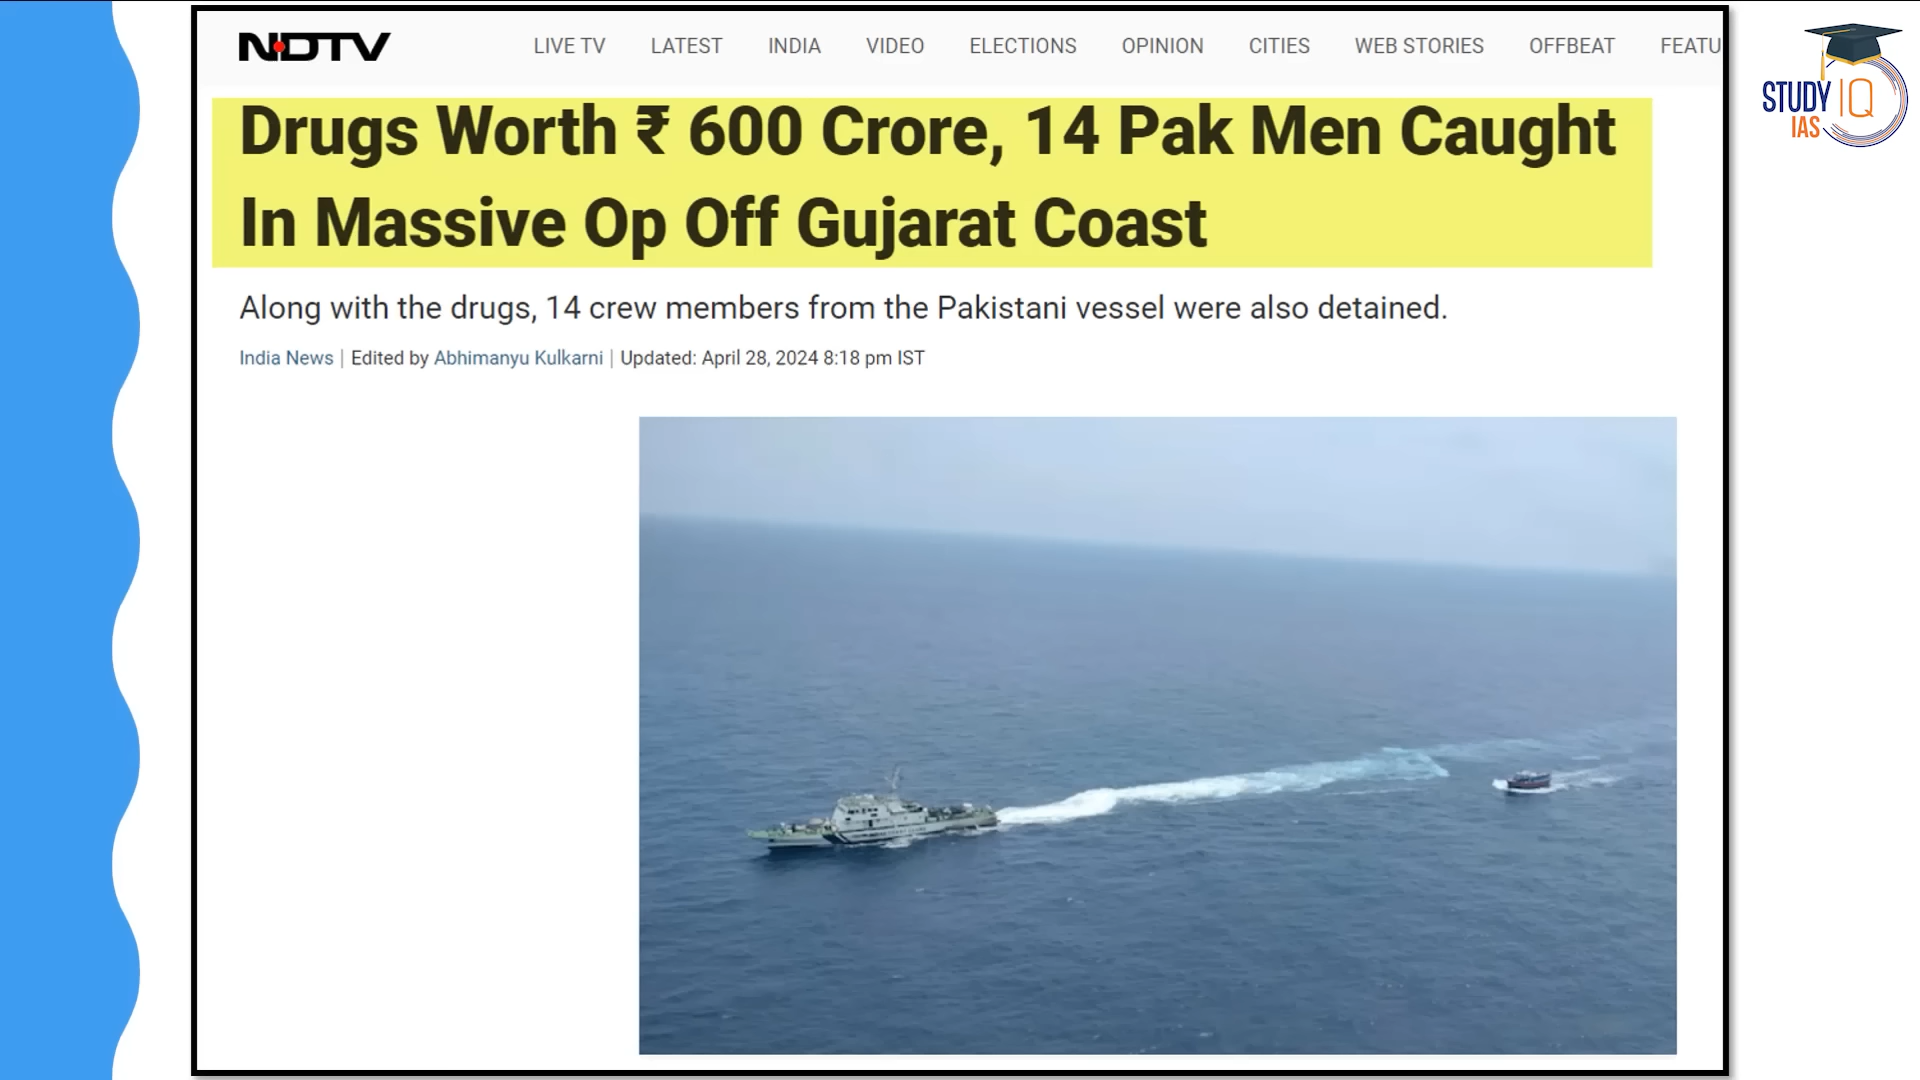 NDTV
LIVE TV LATEST INDIA VIDEO ELECTIONS OPINION CITIES WEB STORIES OFFBEAT FEATU
STUDY IQ
IAS
Drugs Worth ₹ 600 Crore, 14 Pak Men Caught
In Massive Op Off Gujarat Coast
Along with the drugs, 14 crew members from the Pakistani vessel were also detained.
India News | Edited by Abhimanyu Kulkarni | Updated: April 28, 2024 8:18 pm IST